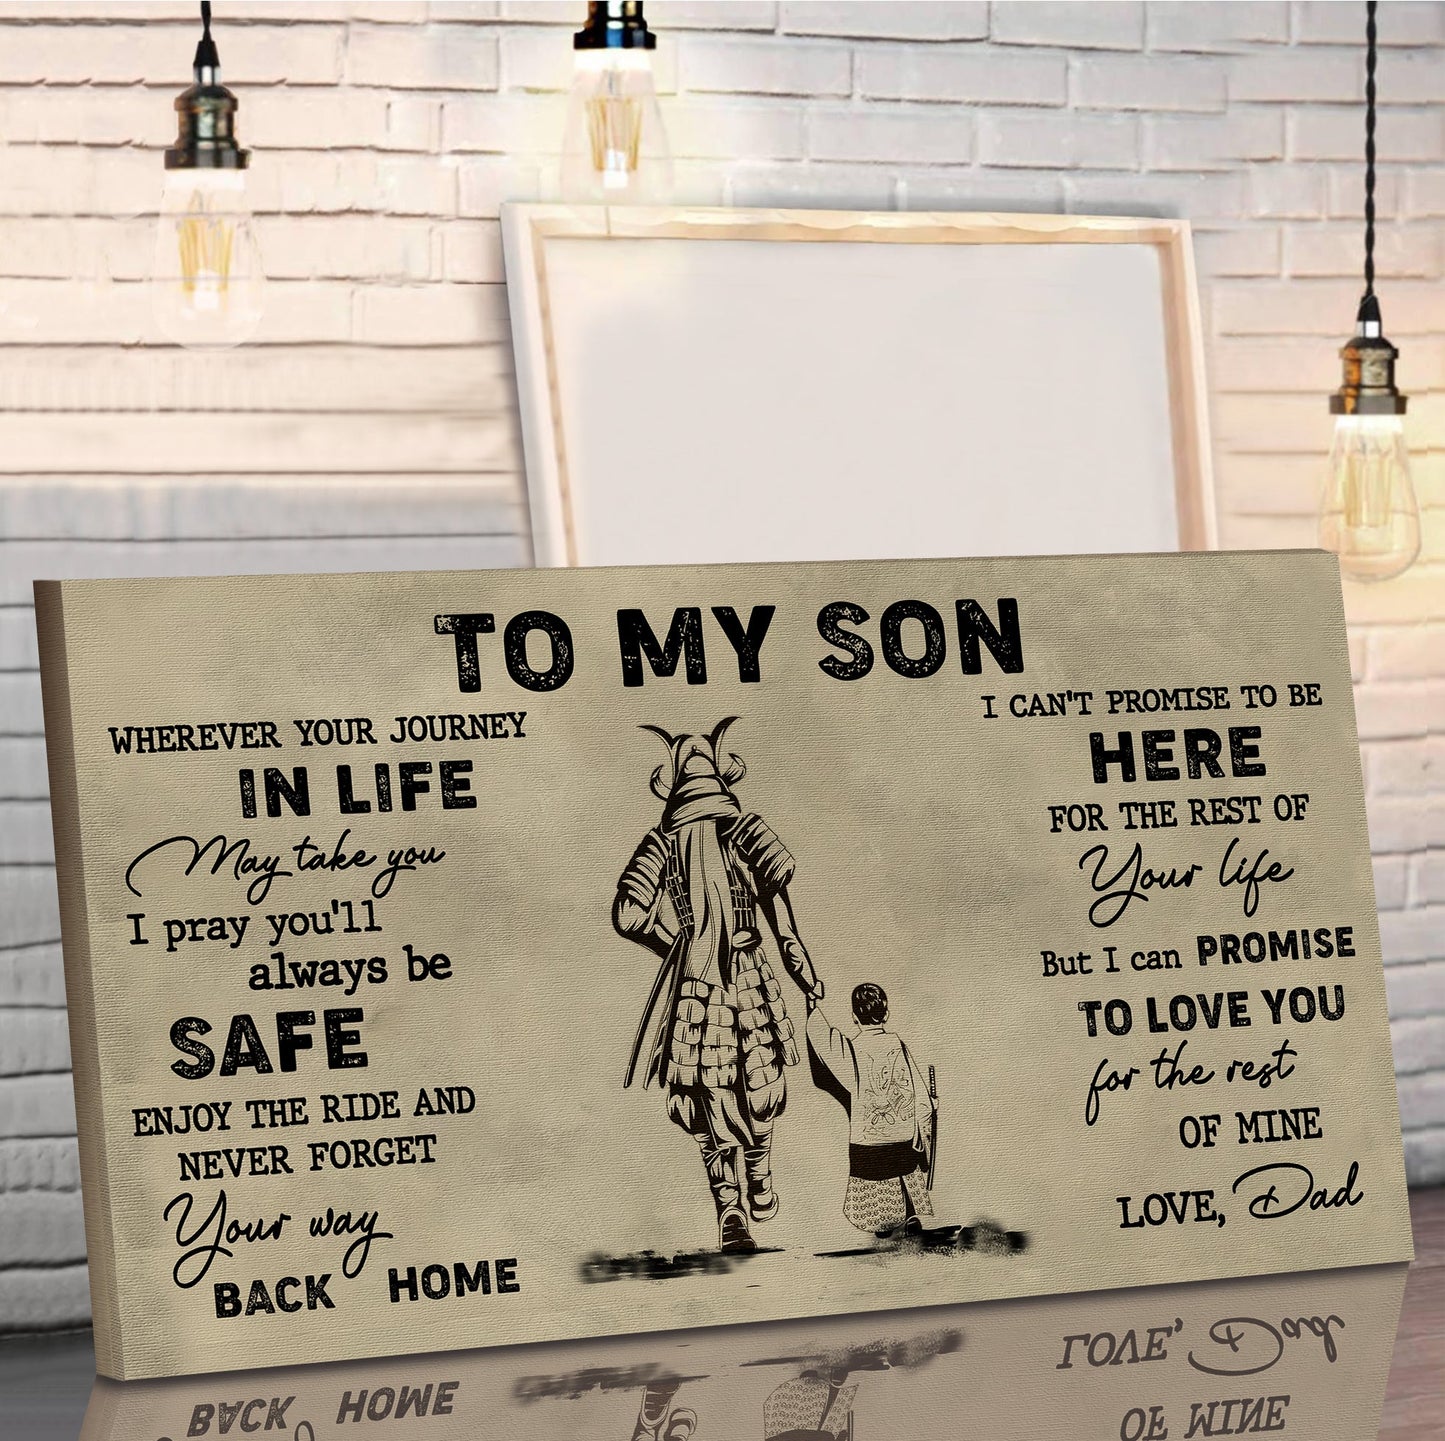 TO MY SON
WHEREVER YOUR JOURNEY
IN LIFE
May take you
I pray you'll
always be
SAFE
ENJOY THE RIDE AND
NEVER FORGET
Your way
BACK HOME
I CAN'T PROMISE TO BE
HERE
FOR THE REST OF
Your life
But I can PROMISE
TO LOVE YOU
for the rest
OF MINE
LOVE, Dad